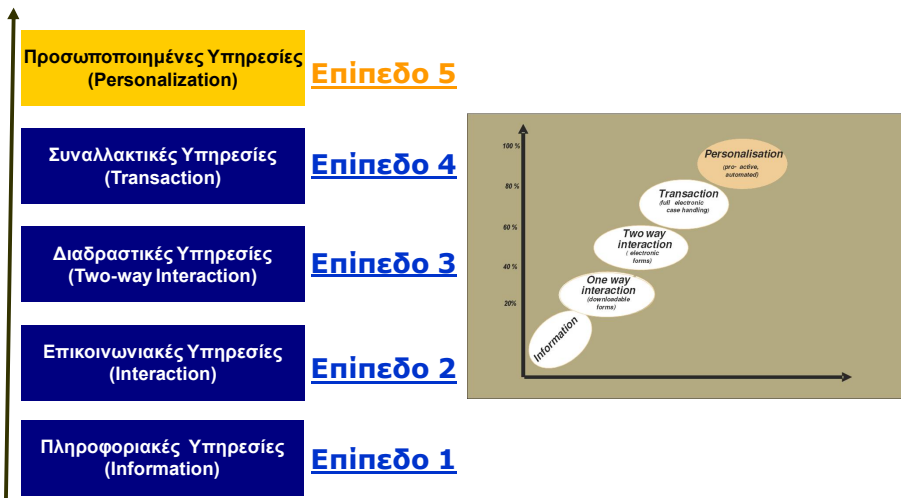 Προσωποποιημένες Υπηρεσίες
(Personalization)
Επίπεδο 5
Συναλλακτικές Υπηρεσίες
(Transaction)
Επίπεδο 4
Διαδραστικές Υπηρεσίες
(Two-way Interaction)
Επίπεδο 3
Επικοινωνιακές Υπηρεσίες
(Interaction)
Επίπεδο 2
Πληροφοριακές Υπηρεσίες
(Information)
Επίπεδο 1
100 %
80 %
60 %
40 %
20%
Personalisation
(pro- active,
automated)
Transaction
(full electronic
case handling)
Two way
interaction
( electronic
forms)
One way
interaction
(downloadable
forms)
Information